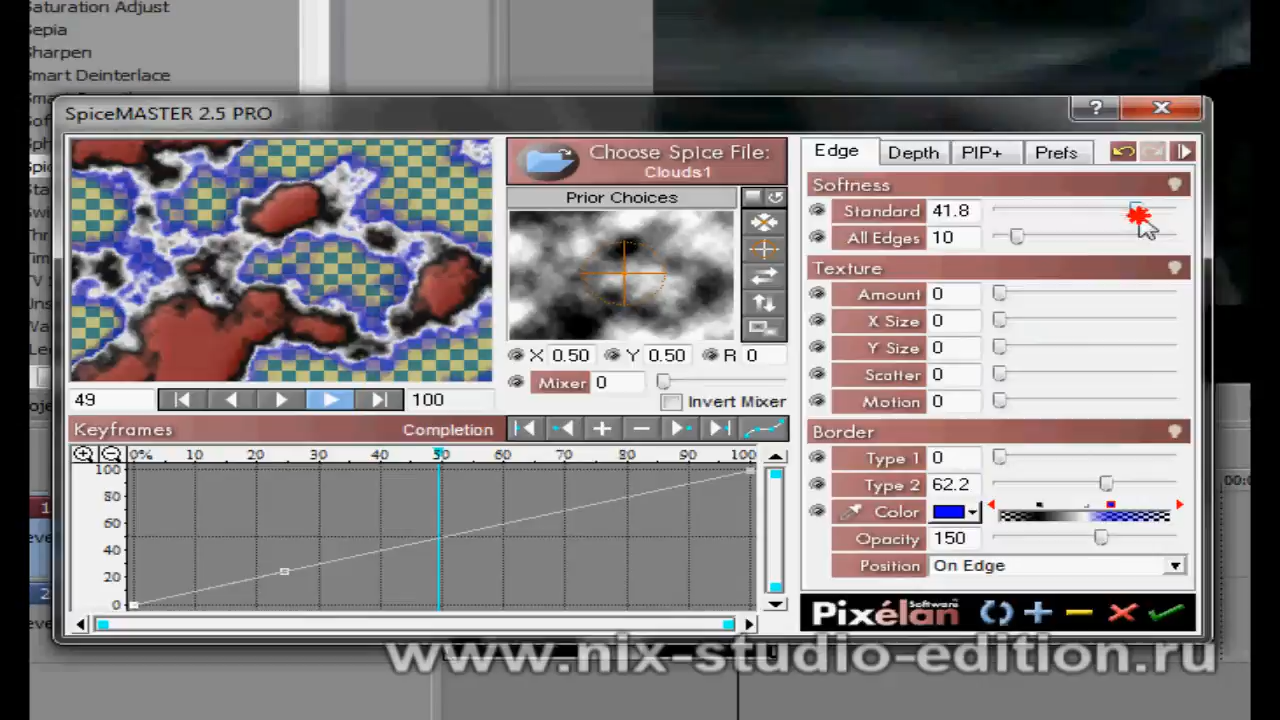 Saturation Adjust
Sepia
Sharpen
Smart Deinterlace
SpiceMASTER 2.5 PRO
?
Choose Spice File:
Clouds1
Prior Choices
Edge
Depth
PIP+
Prefs
Softness
Standard 41.8
All Edges 10
Texture
Amount 0
X Size 0
Y Size 0
Scatter 0
Motion 0
Border
Type 1 0
Type 2 62.2
Color
Opacity 150
Position On Edge
X 0.50 Y 0.50 R 0
Mixer 0
Invert Mixer
49
100
Keyframes
Completion
0% 10 20 30 40 50 60 70 80 90 100
100
80
60
40
20
0
Pixélan Software
www.nix-studio-edition.ru